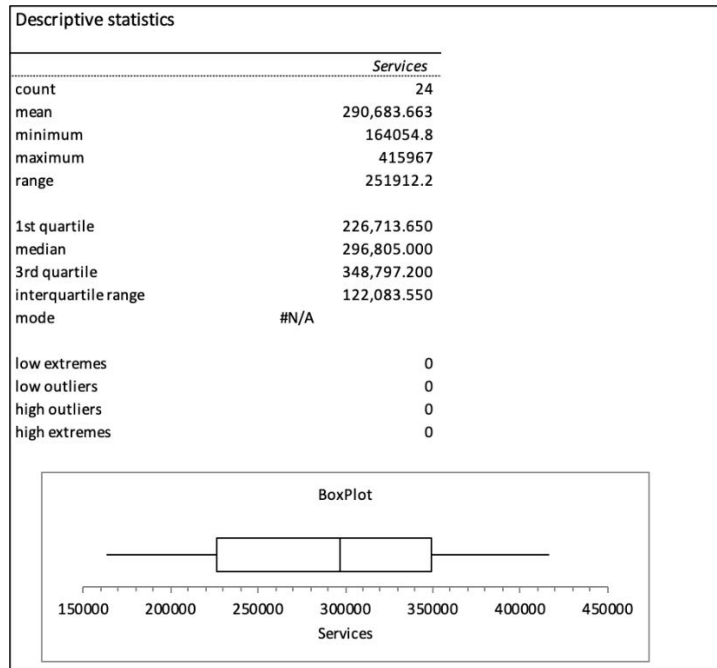 Descriptive statistics
Services
count 24
mean 290,683.663
minimum 164054.8
maximum 415967
range 251912.2
1st quartile 226,713.650
median 296,805.000
3rd quartile 348,797.200
interquartile range 122,083.550
mode #N/A
low extremes 0
low outliers 0
high outliers 0
high extremes 0
BoxPlot
150000 200000 250000 300000 350000 400000 450000
Services